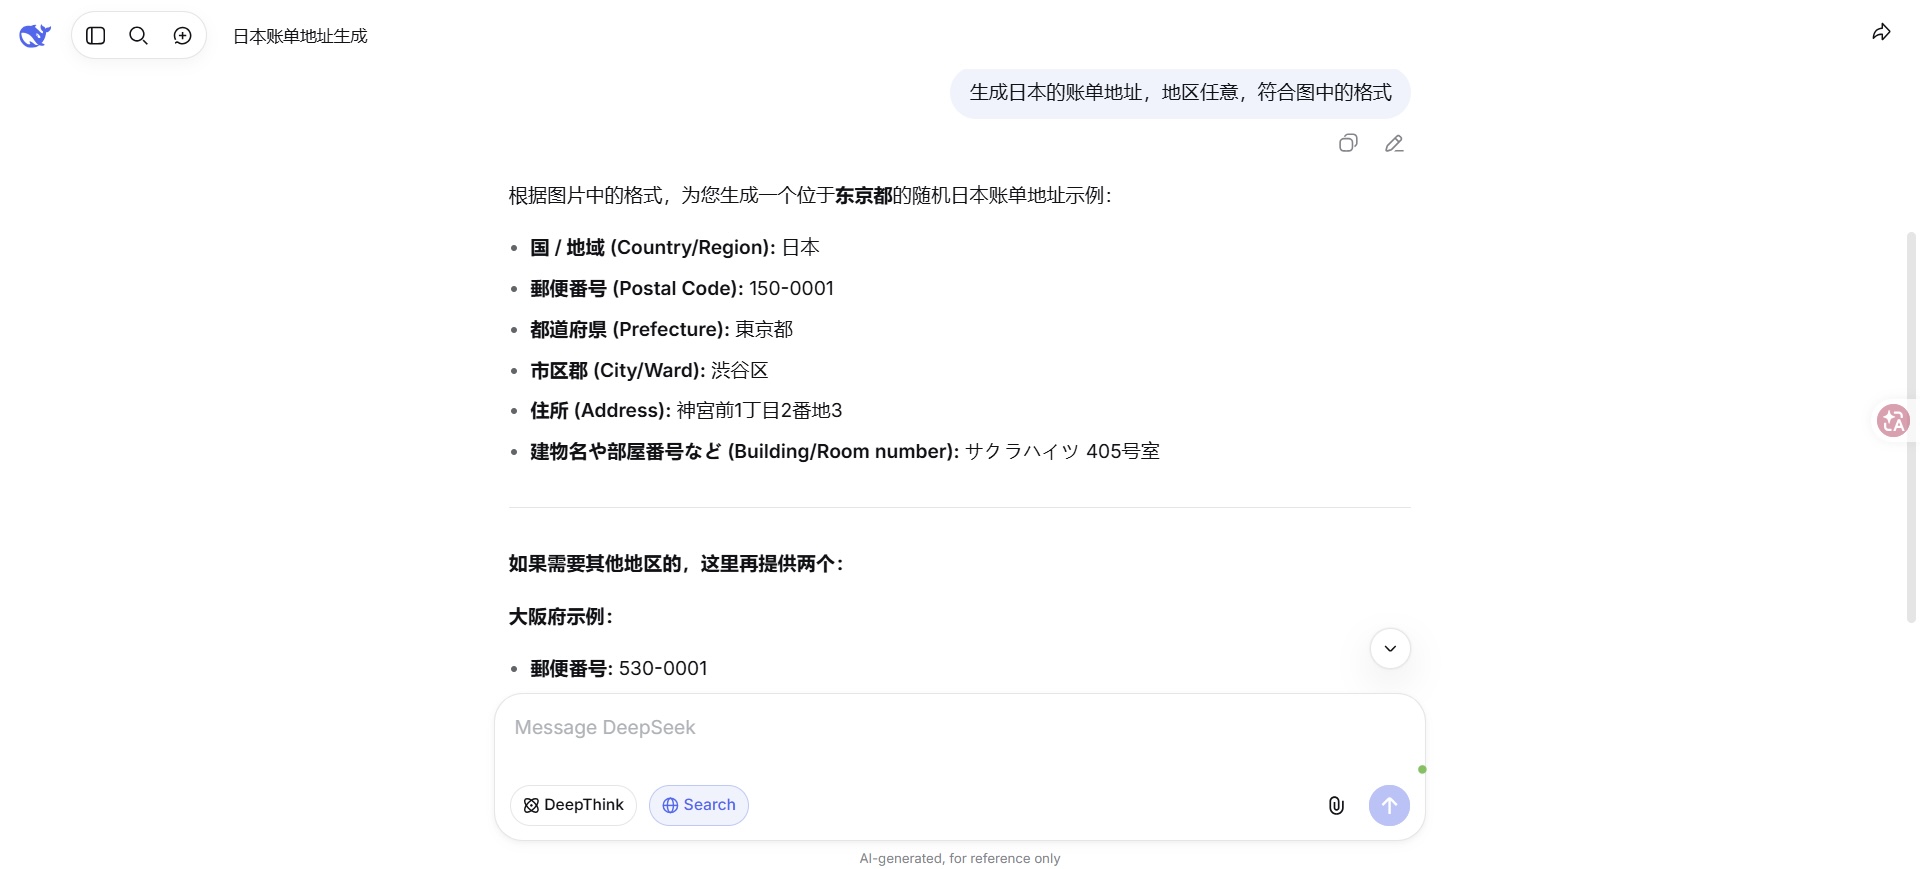 日本账单地址生成
生成日本的账单地址，地区任意，符合图中的格式
根据图片中的格式，为您生成一个位于东京都的随机日本账单地址示例：
• 国 / 地域 (Country/Region): 日本
• 郵便番号 (Postal Code): 150-0001
• 都道府県 (Prefecture): 東京都
• 市区郡 (City/Ward): 渋谷区
• 住所 (Address): 神宮前1丁目2番地3
• 建物名や部屋番号など (Building/Room number): サクラハイツ 405号室
如果需要其他地区的，这里再提供两个：
大阪府示例：
• 郵便番号: 530-0001
Message DeepSeek
DeepThink
Search
AI-generated, for reference only